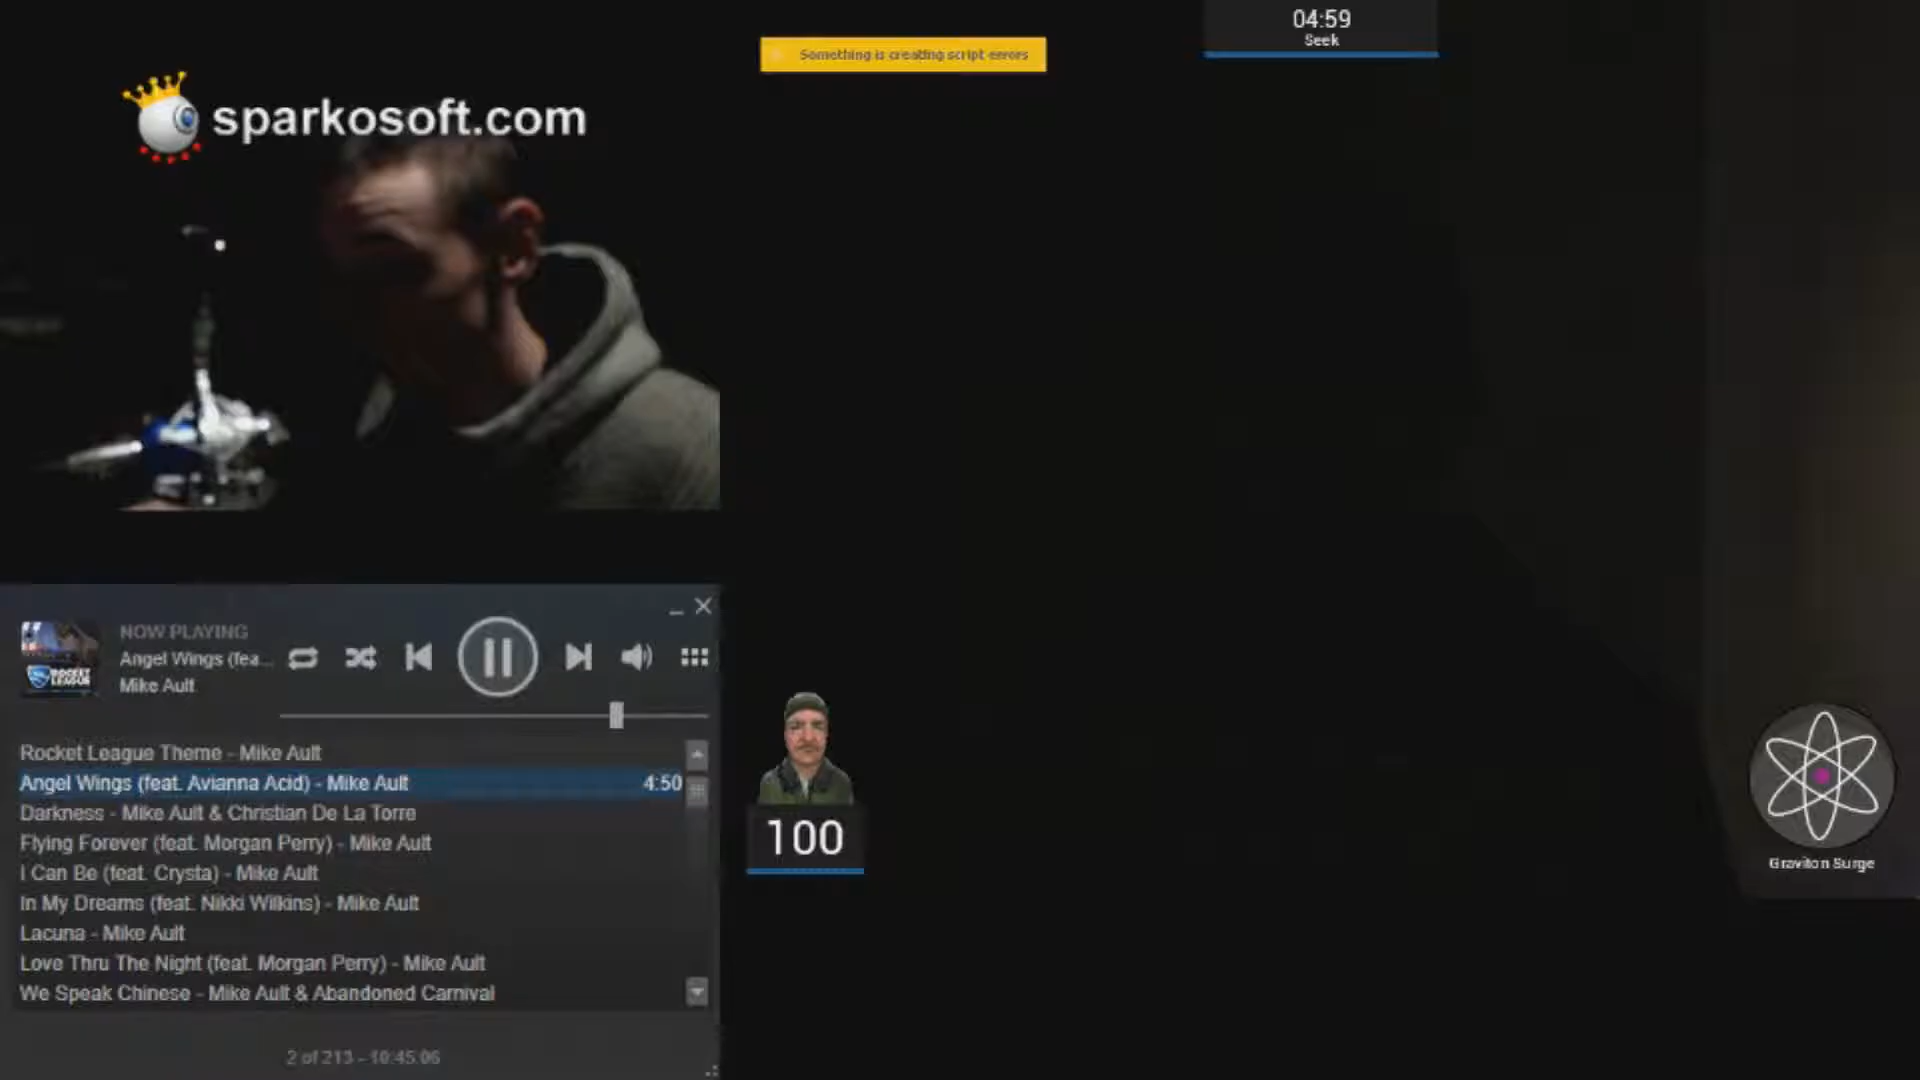 04:59
Seek
Something is creating script errors
sparkosoft.com
NOW PLAYING
Angel Wings (fea...
Mike Ault
ROCKET
LEAGUE
Rocket League Theme - Mike Ault
Angel Wings (feat. Avianna Acid) - Mike Ault 4:50
Darkness - Mike Ault & Christian De La Torre
Flying Forever (feat. Morgan Perry) - Mike Ault
I Can Be (feat. Crysta) - Mike Ault
In My Dreams (feat. Nikki Wilkins) - Mike Ault
Lacuna - Mike Ault
Love Thru The Night (feat. Morgan Perry) - Mike Ault
We Speak Chinese - Mike Ault & Abandoned Carnival
2 of 213 - 10:45:06
100
Graviton Surge